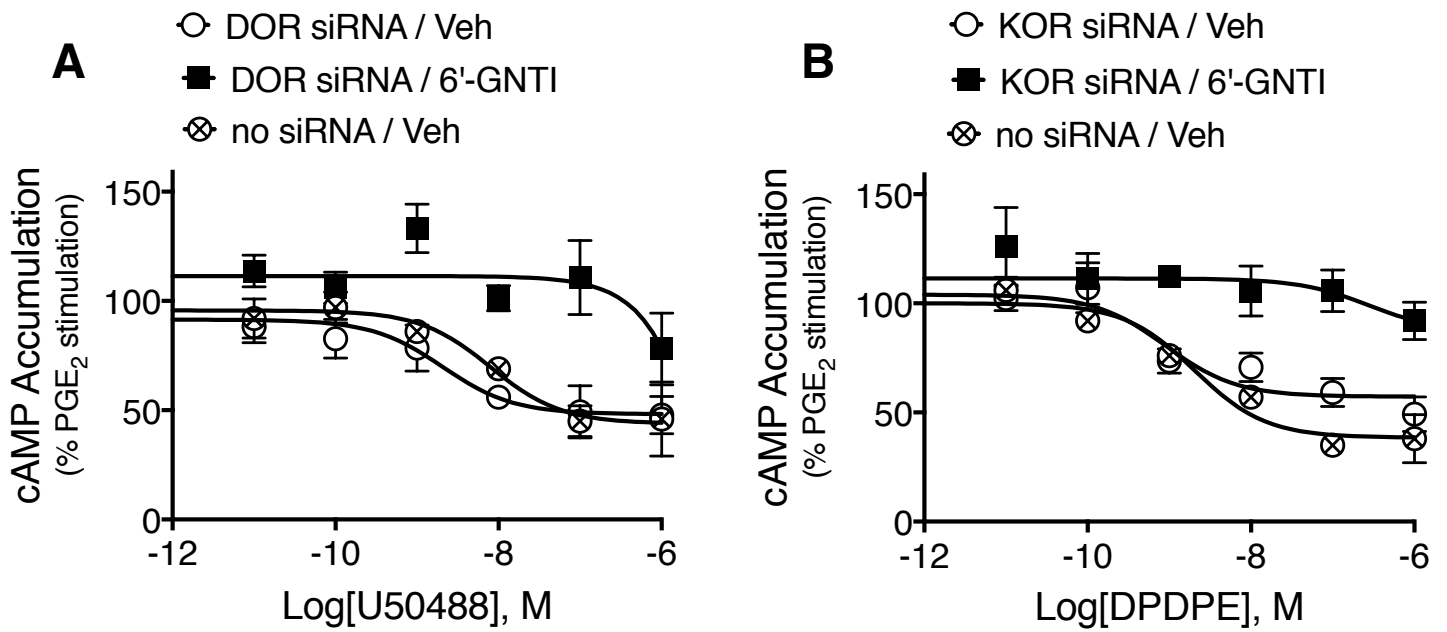 A
DOR siRNA / Veh
DOR siRNA / 6'-GNTI
no siRNA / Veh
cAMP Accumulation
(% PGE2 stimulation)
150
100
50
0
-12
-10
-8
-6
Log[U50488], M
B
KOR siRNA / Veh
KOR siRNA / 6'-GNTI
no siRNA / Veh
cAMP Accumulation
(% PGE2 stimulation)
150
100
50
0
-12
-10
-8
-6
Log[DPDPE], M